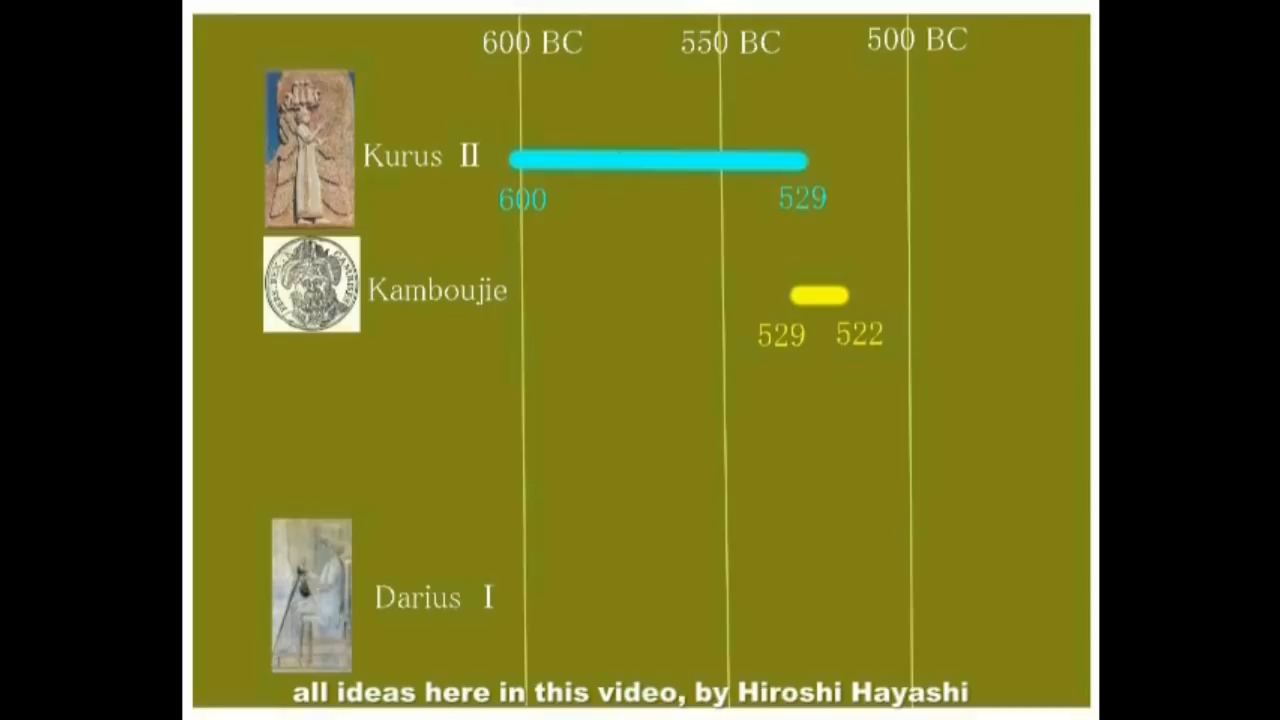 600 BC 550 BC 500 BC
Kurus II
600 529
Kamboujie
529 522
Darius I
all ideas here in this video, by Hiroshi Hayashi